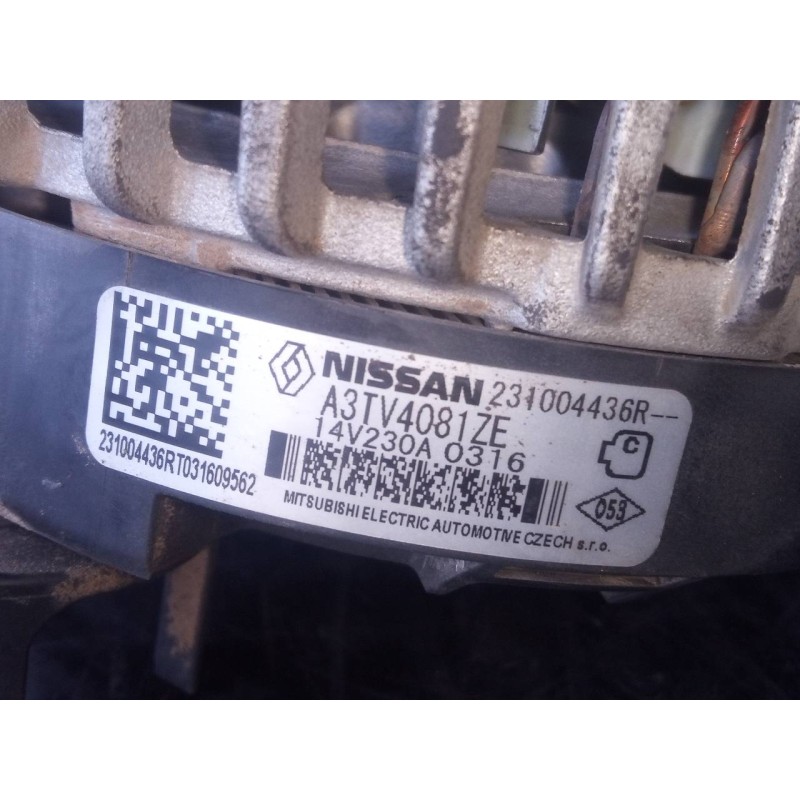 NISSAN 231004436R--
A3TV4081ZE
14V230A 0316
C
231004436RT031609562
MITSUBISHI ELECTRIC AUTOMOTIVE CZECH s.r.o.
053